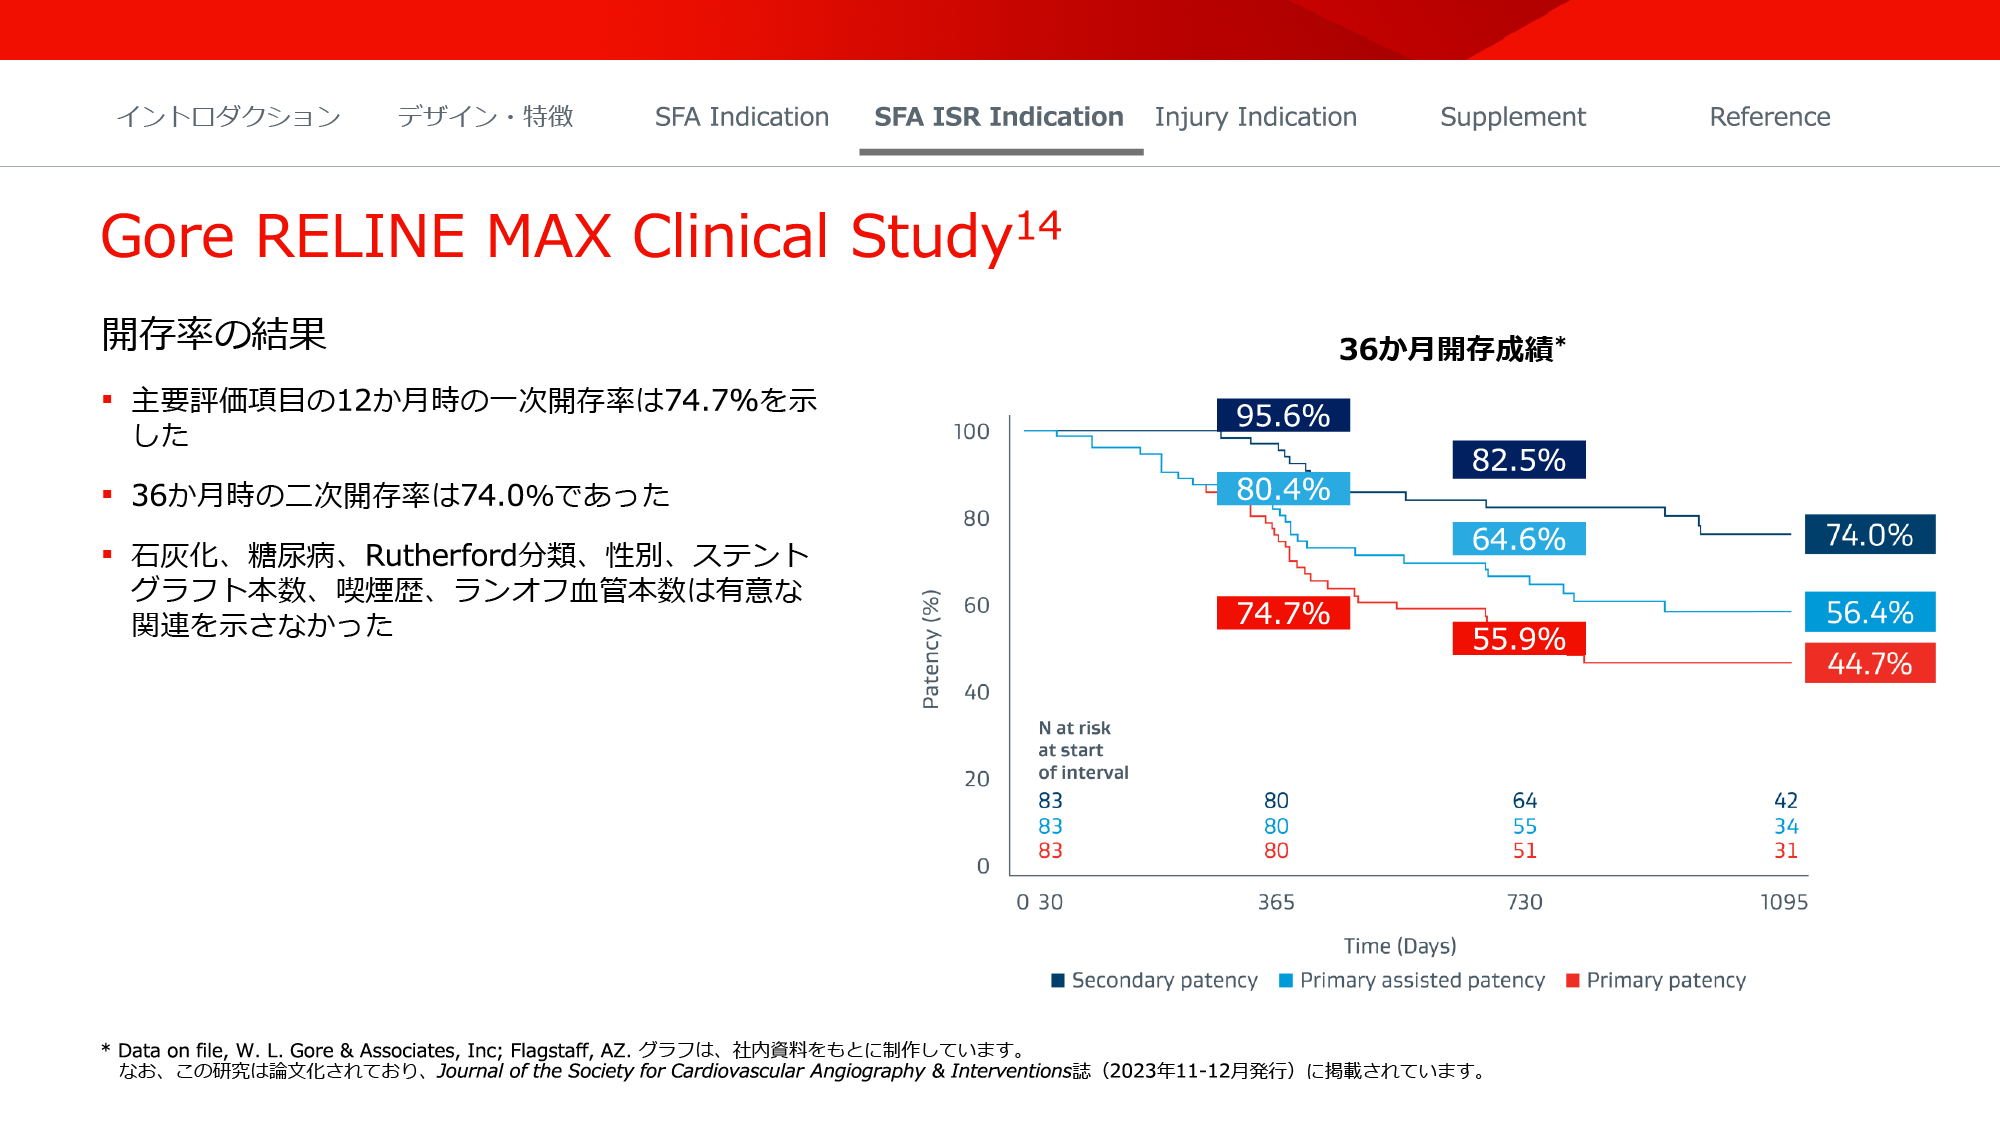 イントロダクション デザイン・特徴 SFA Indication SFA ISR Indication Injury Indication Supplement Reference
Gore RELINE MAX Clinical Study14
開存率の結果
▪ 主要評価項目の12か月時の一次開存率は74.7%を示
した
▪ 36か月時の二次開存率は74.0%であった
▪ 石灰化、糖尿病、Rutherford分類、性別、ステント
グラフト本数、喫煙歴、ランオフ血管本数は有意な
関連を示さなかった
36か月開存成績*
Patency (%)
100
80
60
40
20
0
95.6%
82.5%
74.0%
80.4%
64.6%
56.4%
74.7%
55.9%
44.7%
N at risk
at start
of interval
83 80 64 42
83 80 55 34
83 80 51 31
0 30 365 730 1095
Time (Days)
Secondary patency Primary assisted patency Primary patency
* Data on file, W. L. Gore & Associates, Inc; Flagstaff, AZ. グラフは、社内資料をもとに制作しています。
なお、この研究は論文化されており、Journal of the Society for Cardiovascular Angiography & Interventions誌（2023年11-12月発行）に掲載されています。